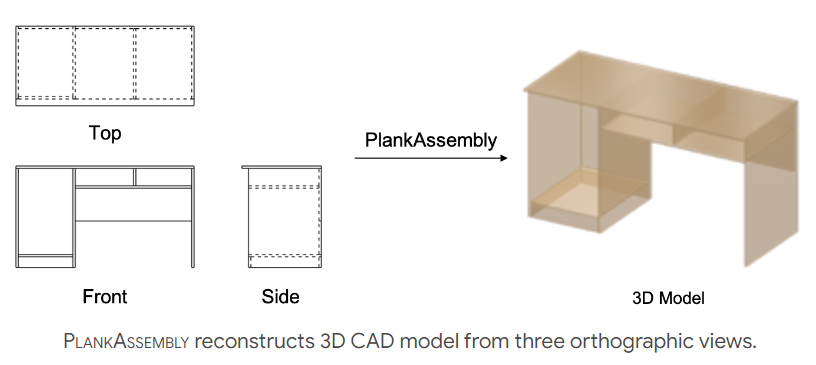 Top
PlankAssembly
Front
Side
3D Model
PLANKASSEMBLY reconstructs 3D CAD model from three orthographic views.